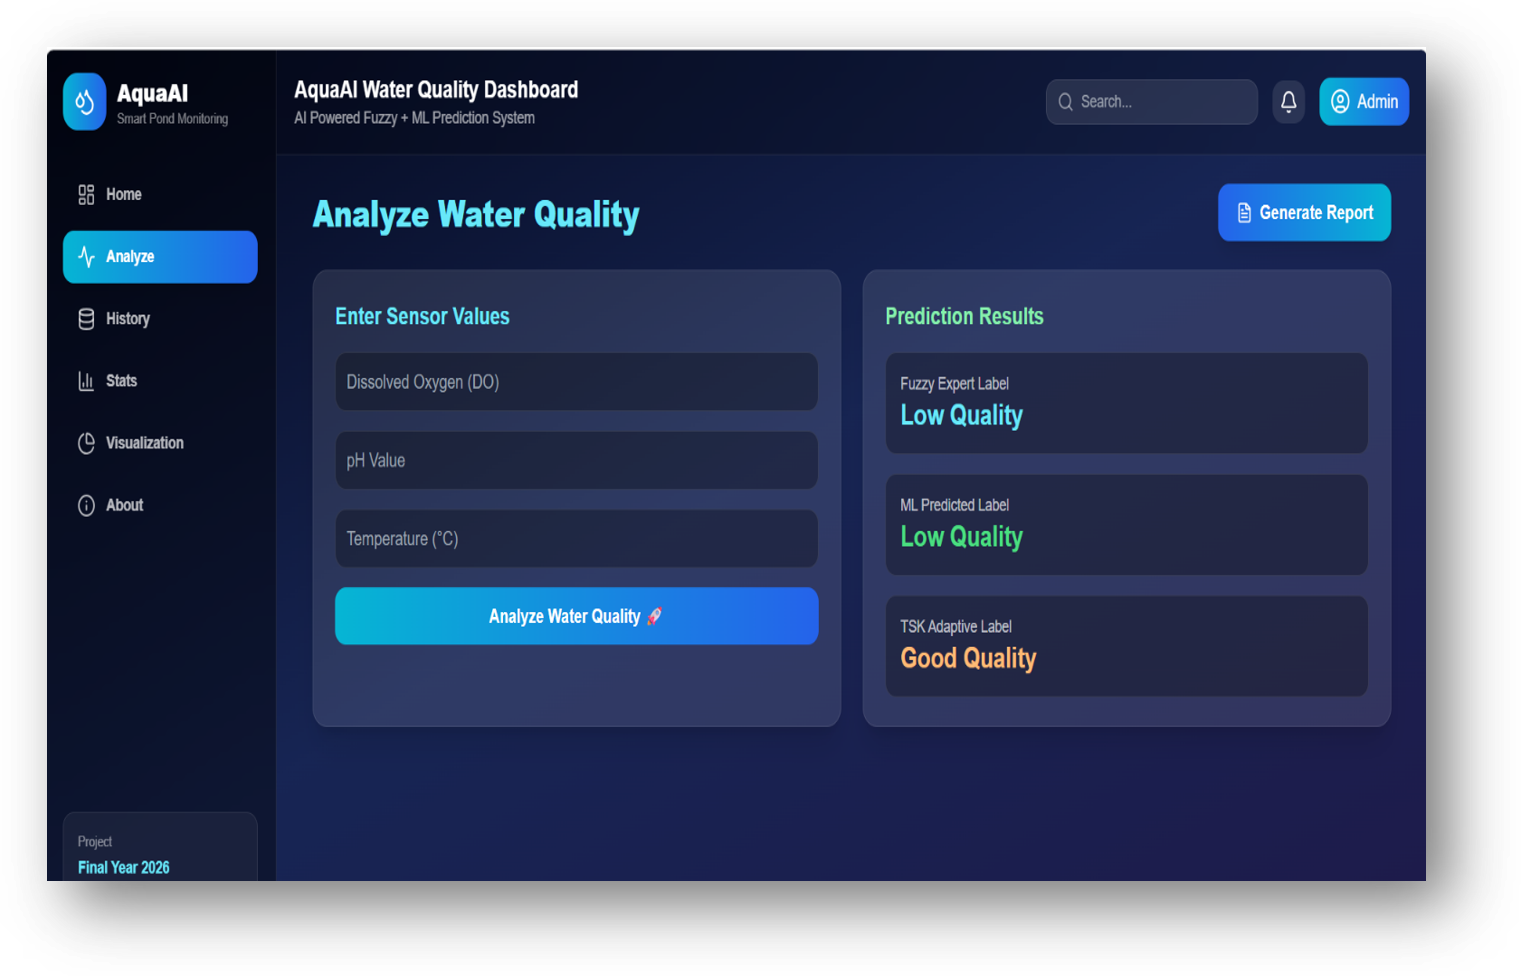 AquaAI
Smart Pond Monitoring
Home
Analyze
History
Stats
Visualization
About
Project
Final Year 2026
AquaAI Water Quality Dashboard
AI Powered Fuzzy + ML Prediction System
Search...
Admin
Analyze Water Quality
Generate Report
Enter Sensor Values
Dissolved Oxygen (DO)
pH Value
Temperature (°C)
Analyze Water Quality 🚀
Prediction Results
Fuzzy Expert Label
Low Quality
ML Predicted Label
Low Quality
TSK Adaptive Label
Good Quality